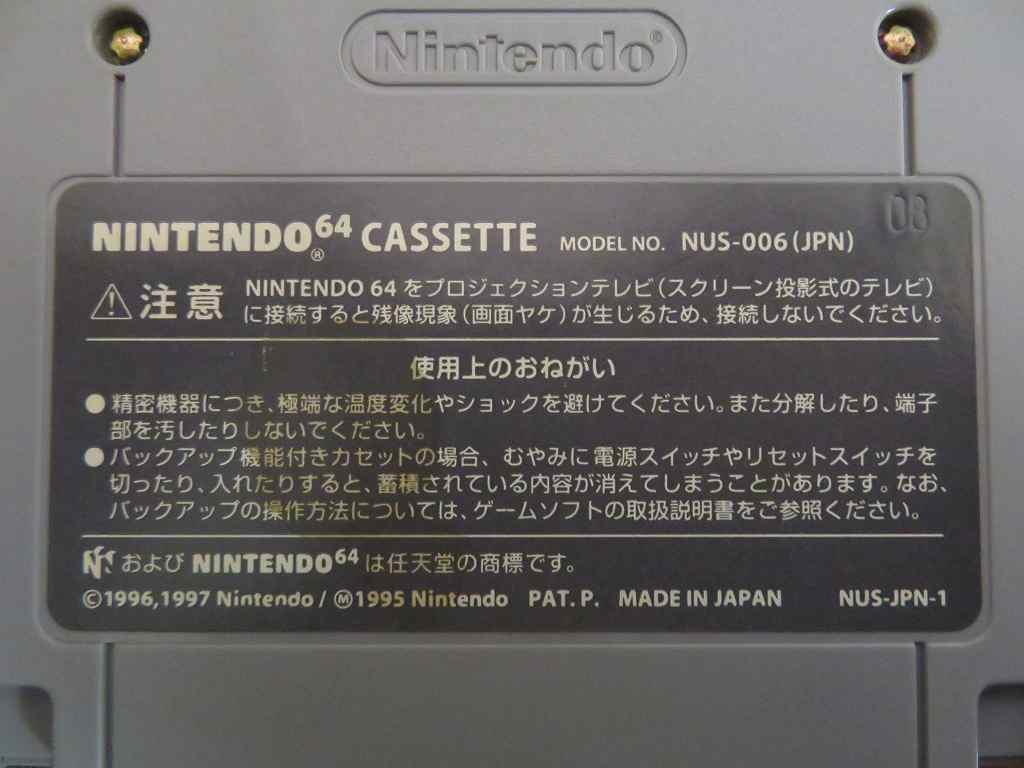 Nintendo®
08
NINTENDO64® CASSETTE MODEL NO. NUS-006(JPN)
⚠注意 NINTENDO 64 をプロジェクションテレビ(スクリーン投影式のテレビ)
に接続すると残像現象(画面ヤケ)が生じるため、接続しないでください。
使用上のおねがい
●精密機器につき、極端な温度変化やショックを避けてください。また分解したり、端子
部を汚したりしないでください。
●バックアップ機能付きカセットの場合、むやみに電源スイッチやリセットスイッチを
切ったり、入れたりすると、蓄積されている内容が消えてしまうことがあります。なお、
バックアップの操作方法については、ゲームソフトの取扱説明書をご参照ください。
および NINTENDO64 は任天堂の商標です。
©1996,1997 Nintendo / Ⓜ1995 Nintendo PAT. P. MADE IN JAPAN NUS-JPN-1